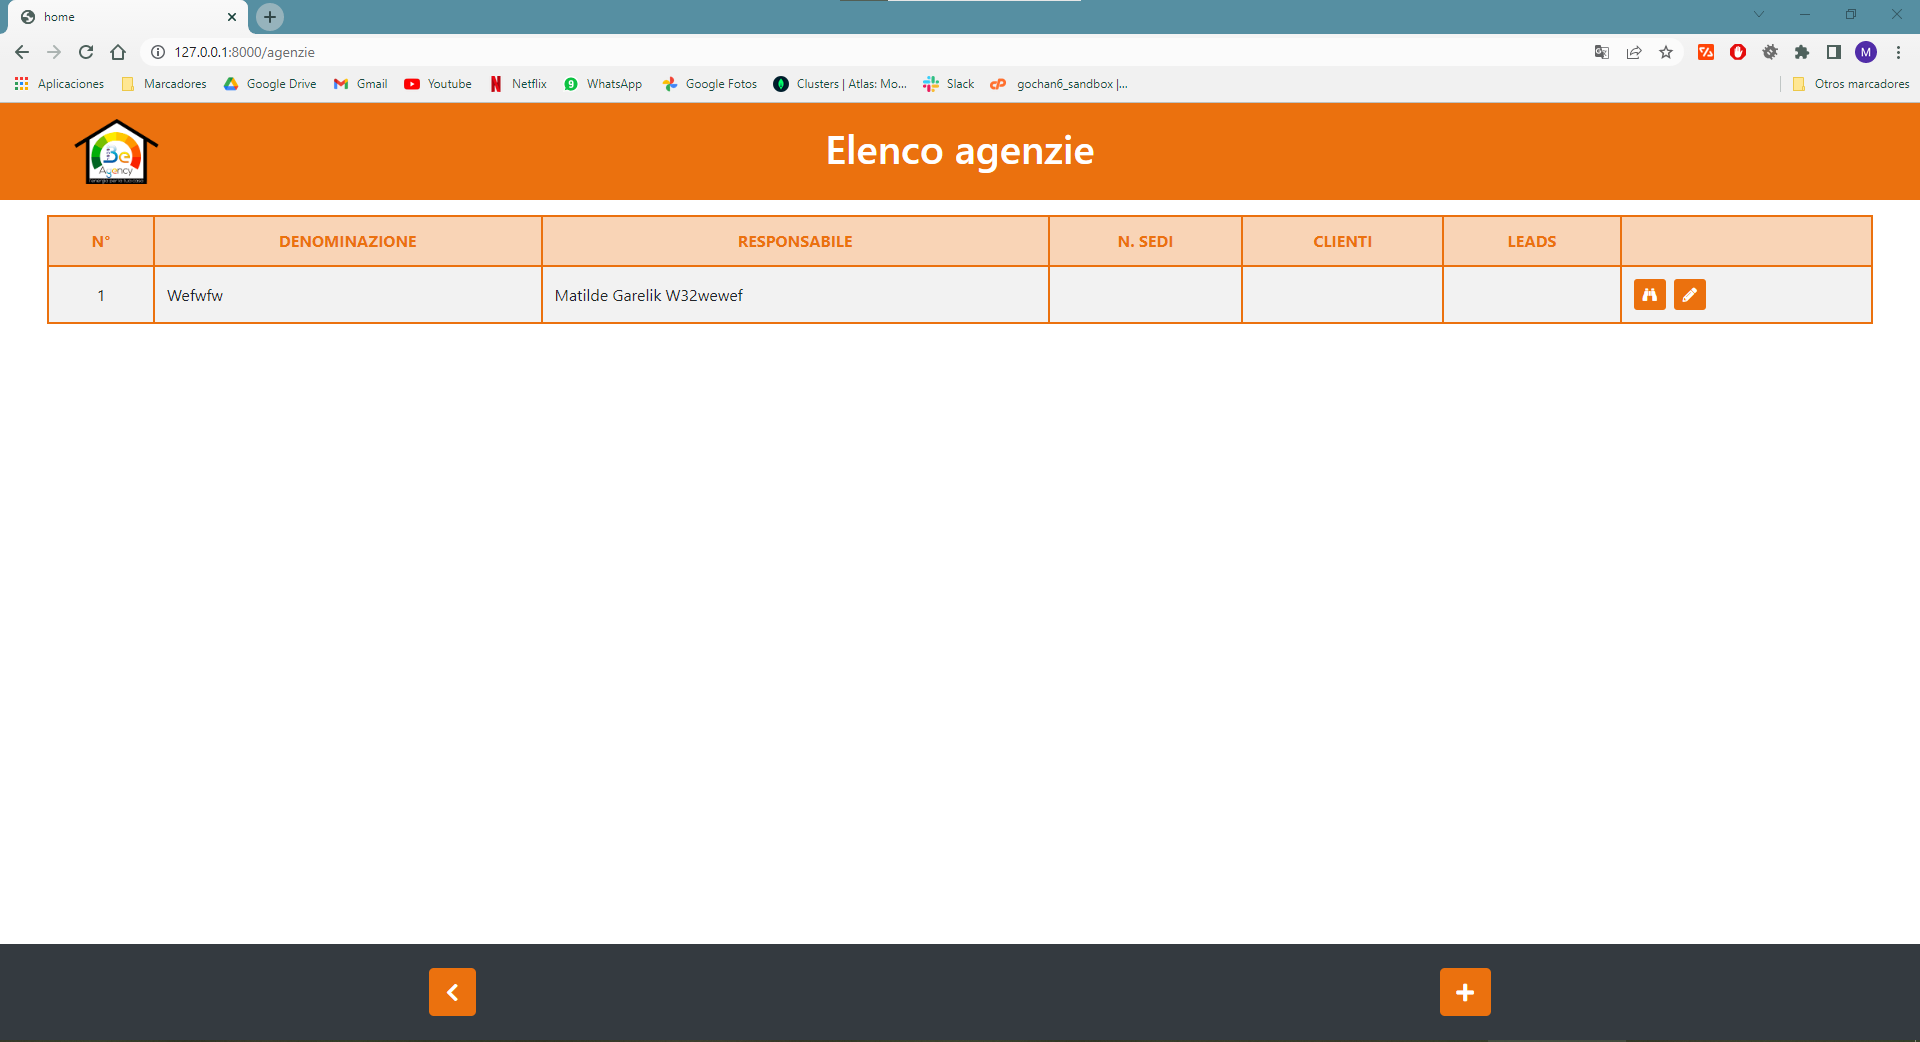 home
127.0.0.1:8000/agenzie
M
Aplicaciones Marcadores Google Drive Gmail Youtube Netflix WhatsApp Google Fotos Clusters | Atlas: Mo... Slack gochan6_sandbox |... Otros marcadores
Be
Agency
Elenco agenzie
N° DENOMINAZIONE RESPONSABILE N. SEDI CLIENTI LEADS
1 Wefwfw Matilde Garelik W32wewef